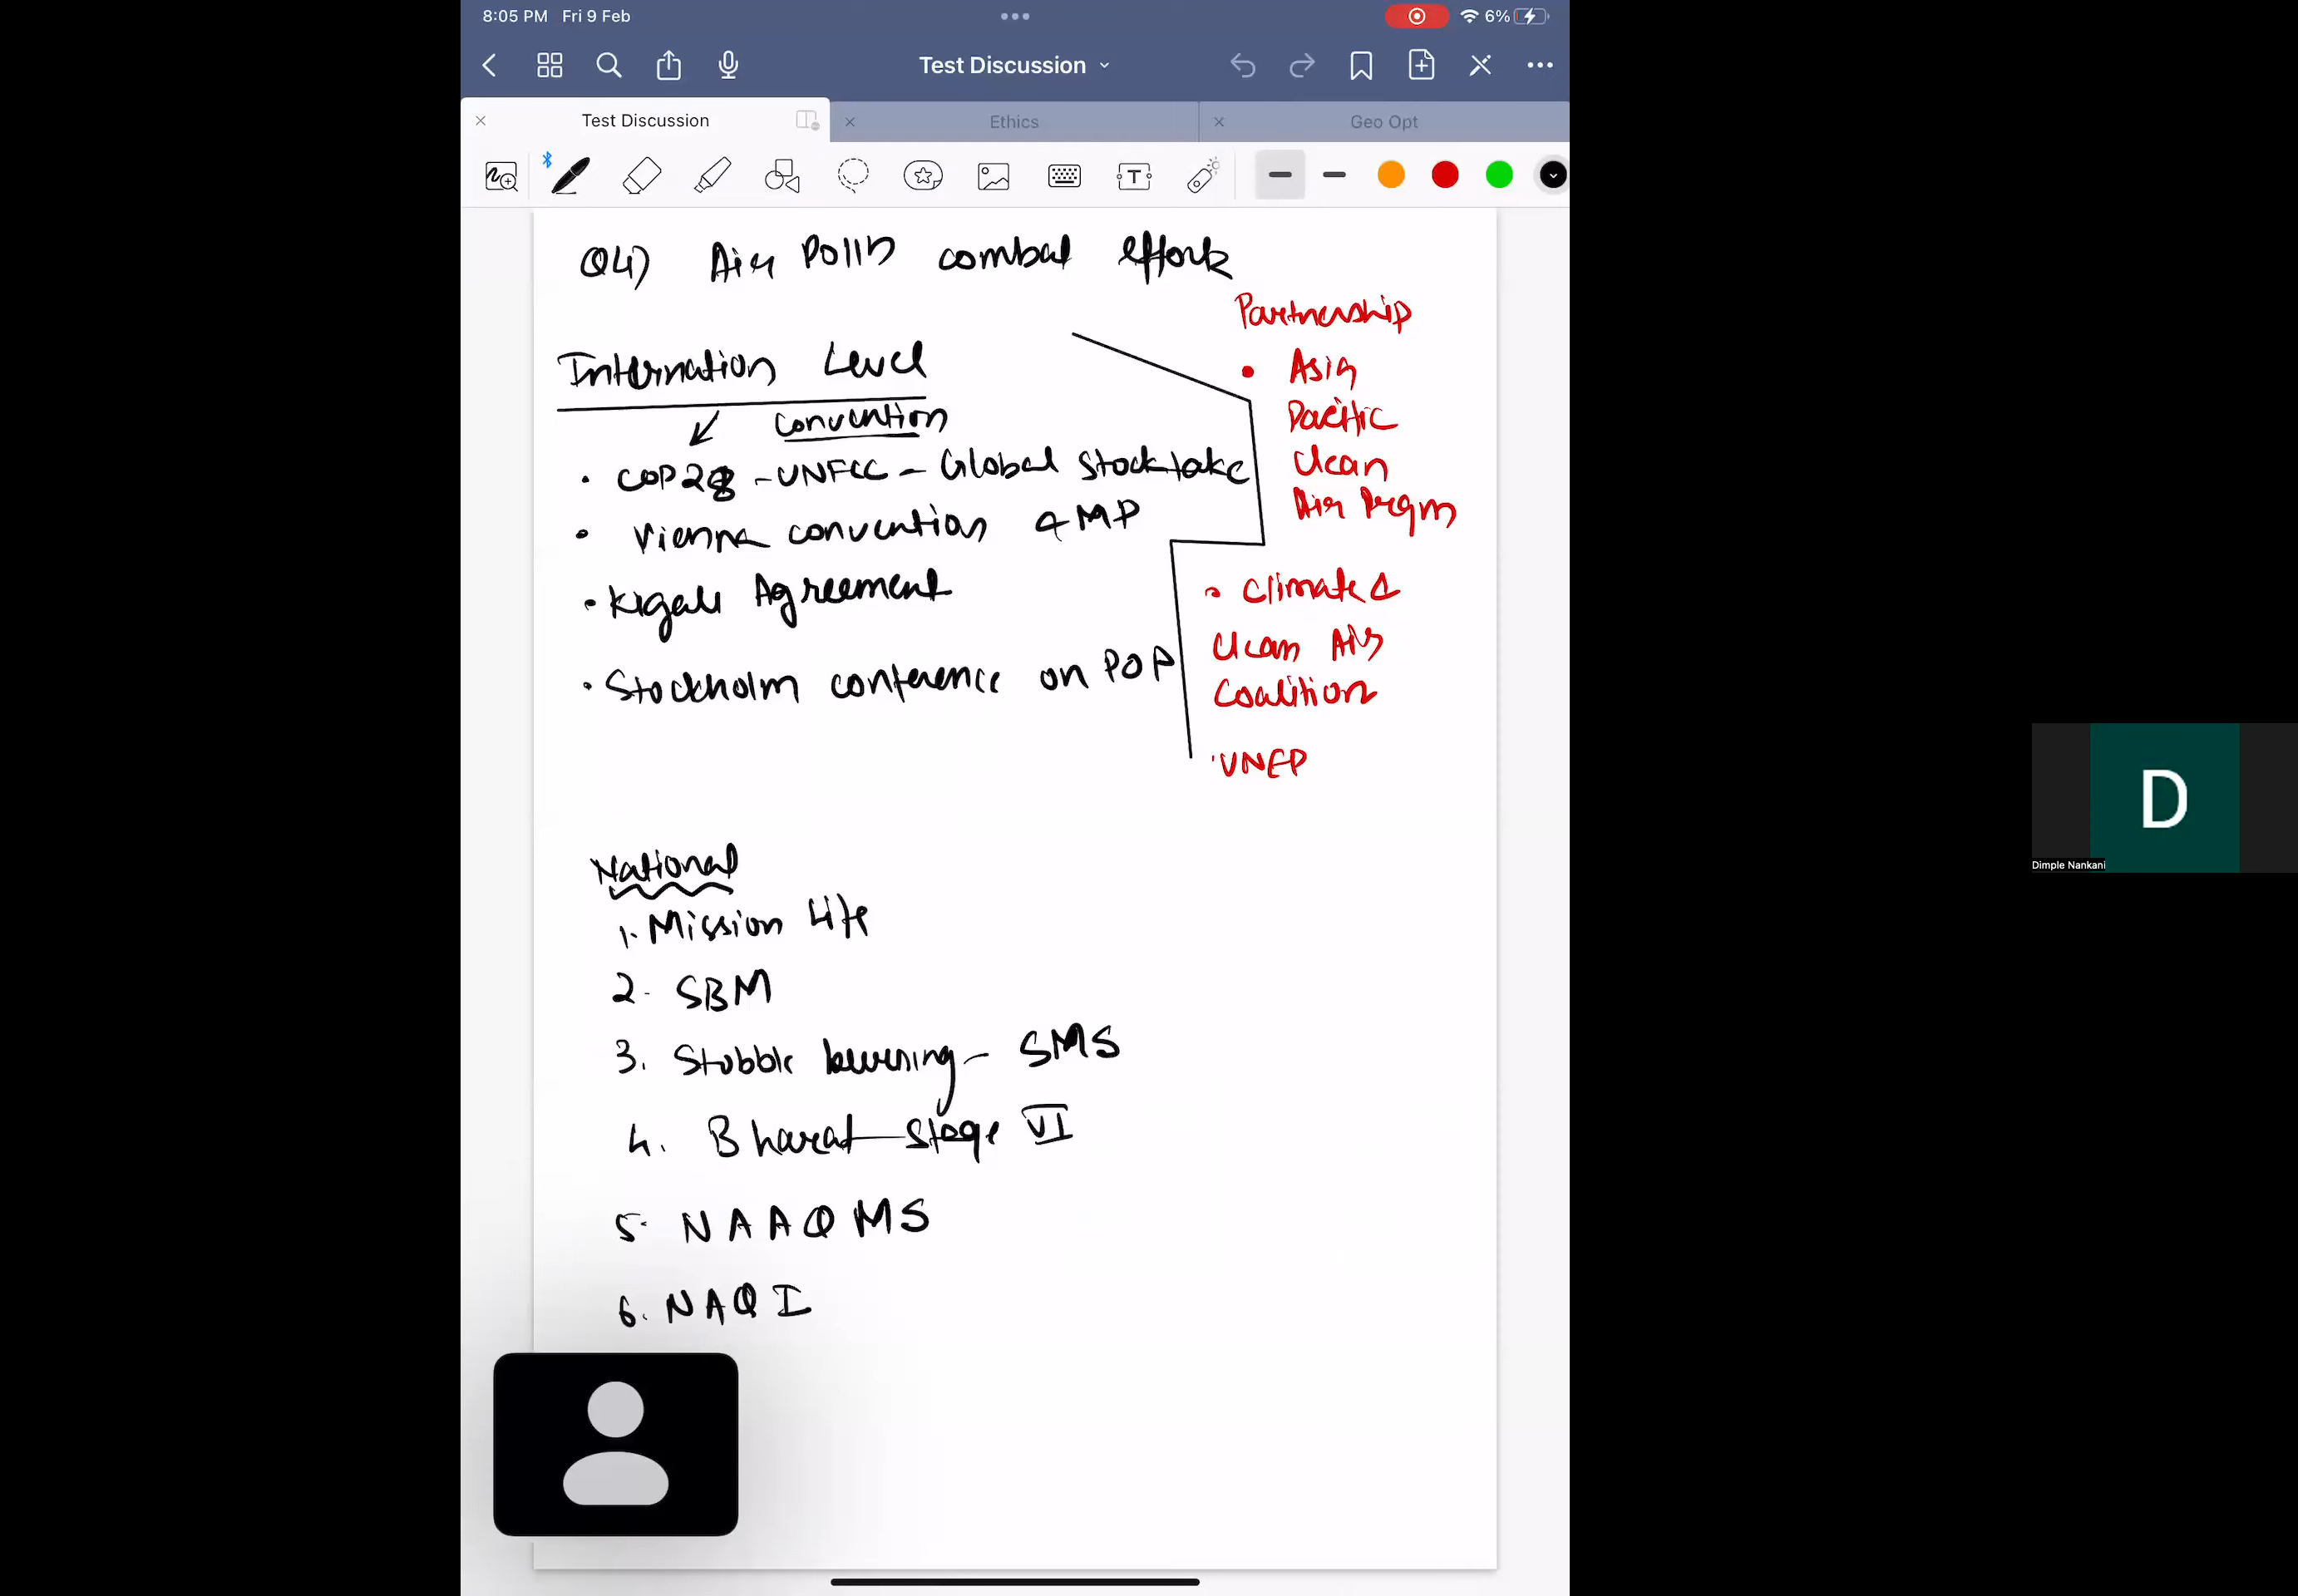 8:05 PM Fri 9 Feb
6%
Test Discussion
Test Discussion
Ethics
Geo Opt
T
Q4) Air Polln combat efforts
Partnership
Internation Level
Convention
• COP28 - UNFCC - Global Stocktake
• Vienna convention & MP
• Kigali Agreement
• Stockholm conference on POP
• Asia
Pacific
Clean
Air Prgm
• Climate &
Clean Air
Coalition
• UNEP
National
1. Mission Life
2. SBM
3. Stubble burning - SMS
4. Bharat Stage VI
5. NAAQMS
6. NAQI
D
Dimple Nankani